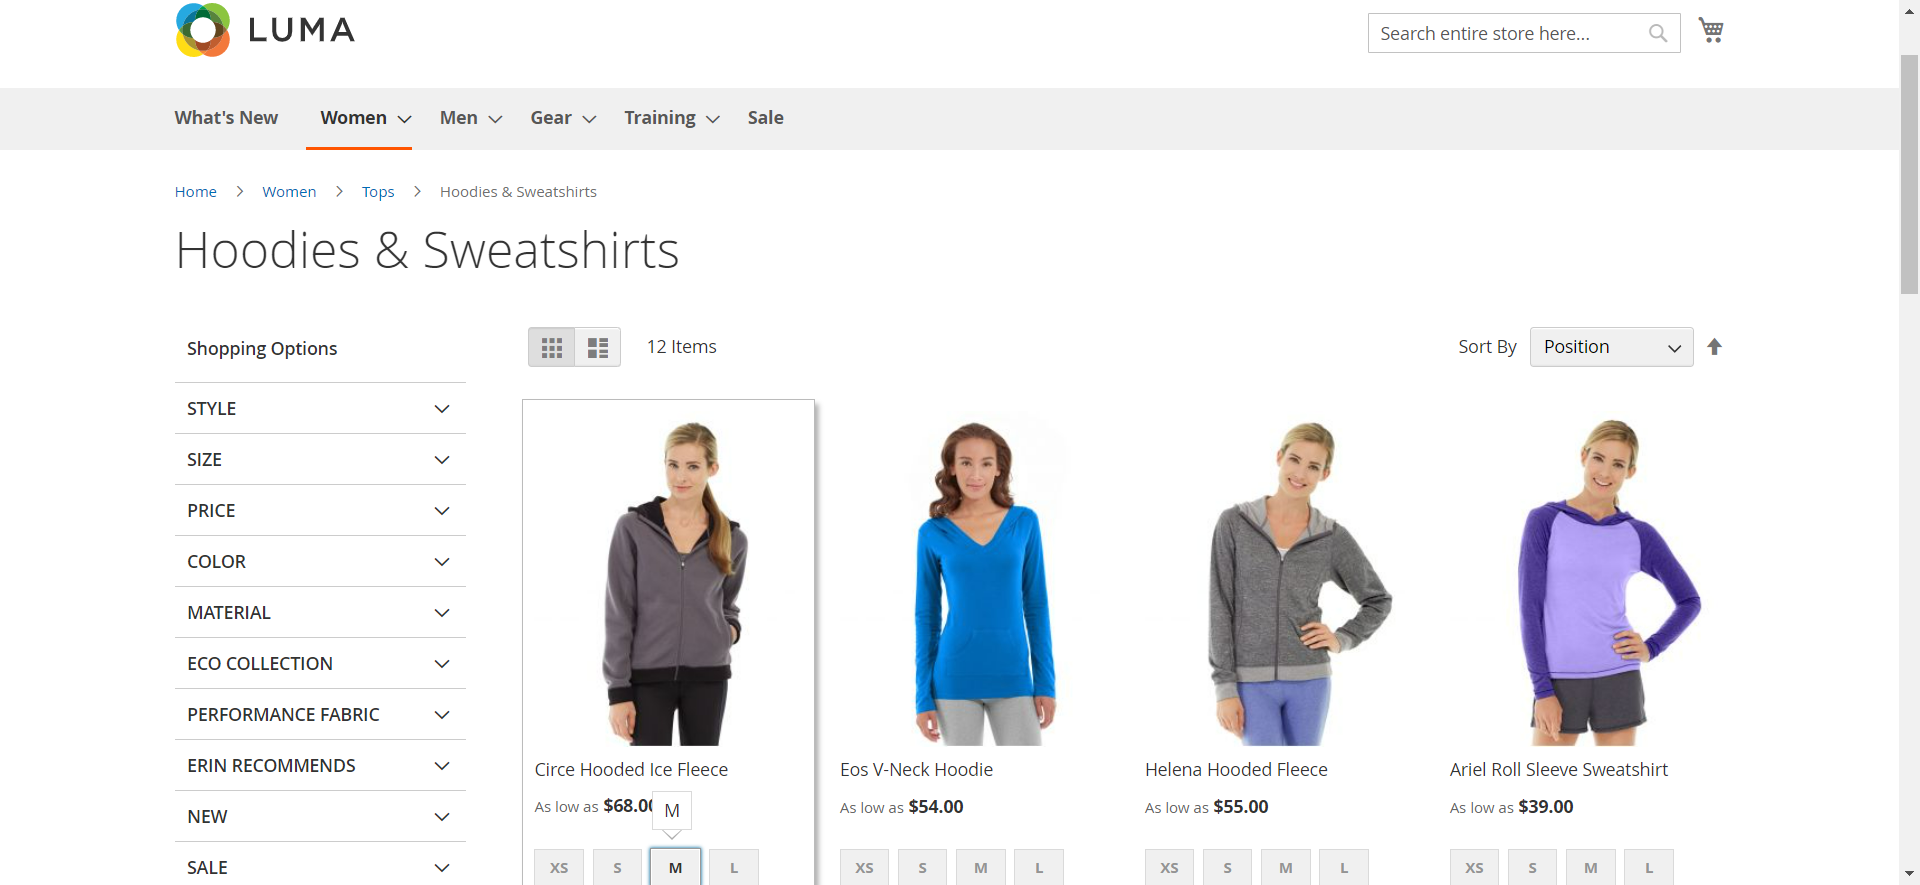 LUMA
Search entire store here...
What's New Women Men Gear Training Sale
Home Women Tops Hoodies & Sweatshirts
Hoodies & Sweatshirts
Shopping Options
12 Items
Sort By Position
STYLE
SIZE
PRICE
COLOR
MATERIAL
ECO COLLECTION
PERFORMANCE FABRIC
ERIN RECOMMENDS
NEW
SALE
Circe Hooded Ice Fleece
As low as $68.00
M
XS S M L
Eos V-Neck Hoodie
As low as $54.00
XS S M L
Helena Hooded Fleece
As low as $55.00
XS S M L
Ariel Roll Sleeve Sweatshirt
As low as $39.00
XS S M L